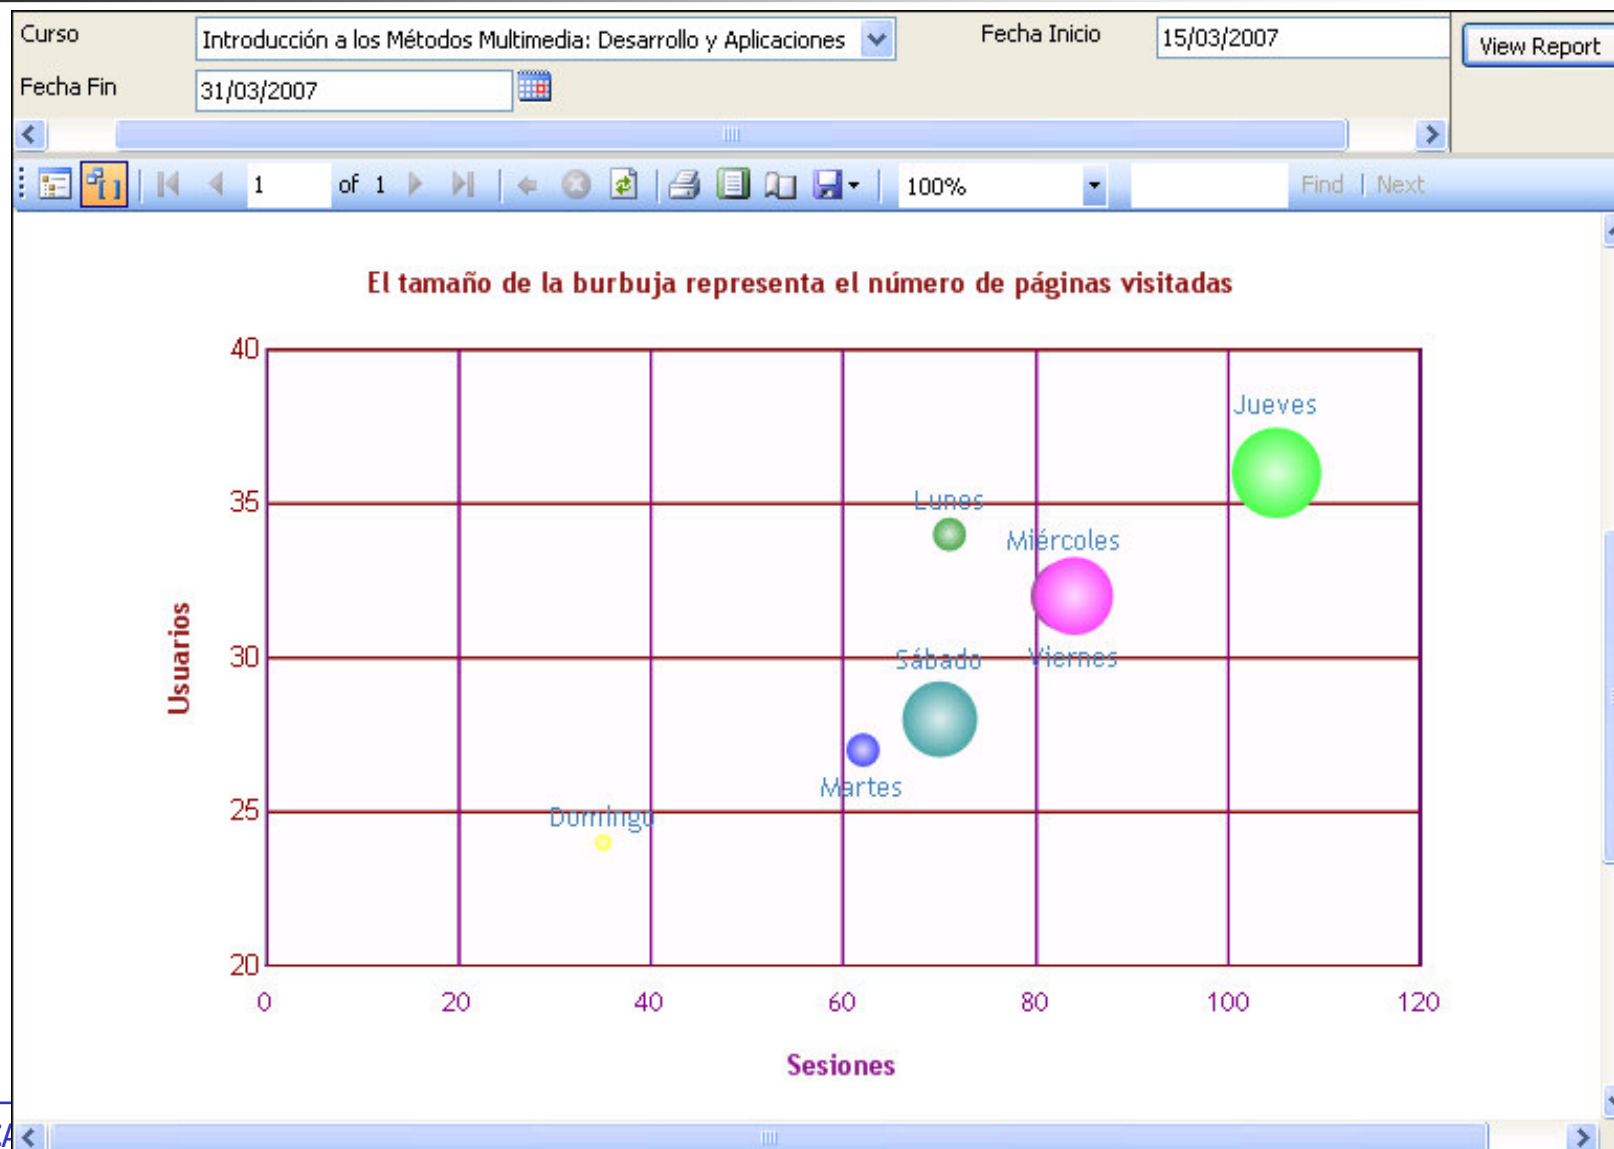 Curso
Introducción a los Métodos Multimedia: Desarrollo y Aplicaciones
Fecha Inicio
15/03/2007
View Report
Fecha Fin
31/03/2007
1
of 1
100%
Find | Next
El tamaño de la burbuja representa el número de páginas visitadas
40
Jueves
35
Lunes
Miércoles
Usuarios
30
Sábado
Viernes
Martes
25
Domingo
20
0 20 40 60 80 100 120
Sesiones